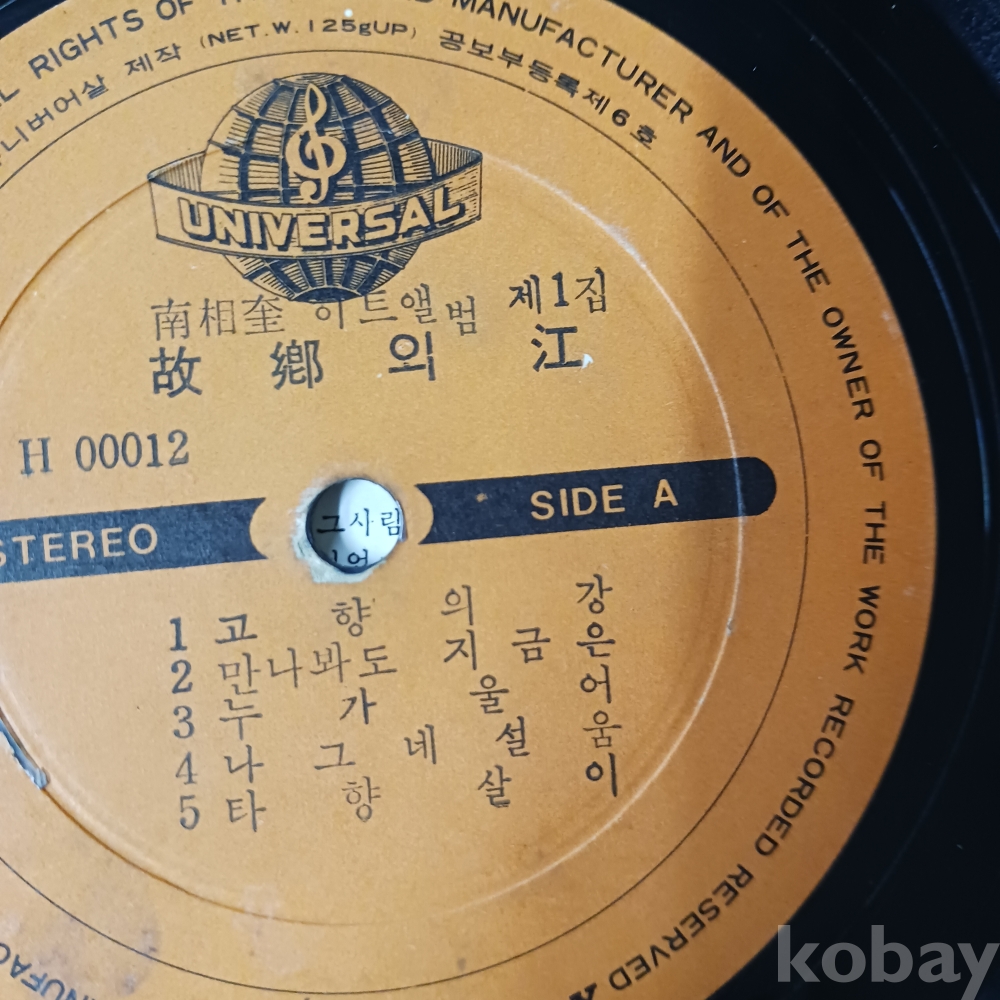 RIGHTS OF
MANUFACTURER AND OF THE OWNER OF THE WORK RECORDED RESERVED
니버어살 제작 (NET.W.125gUP) 공보부등록제6호
UNIVERSAL
南相奎 히트앨범 제1집
故鄕의 江
H 00012
STEREO
SIDE A
그사림
1 고향의강
2 만나봐도 지금은
3 누가 울어
4 나그네설움
5 타향살이
kobay